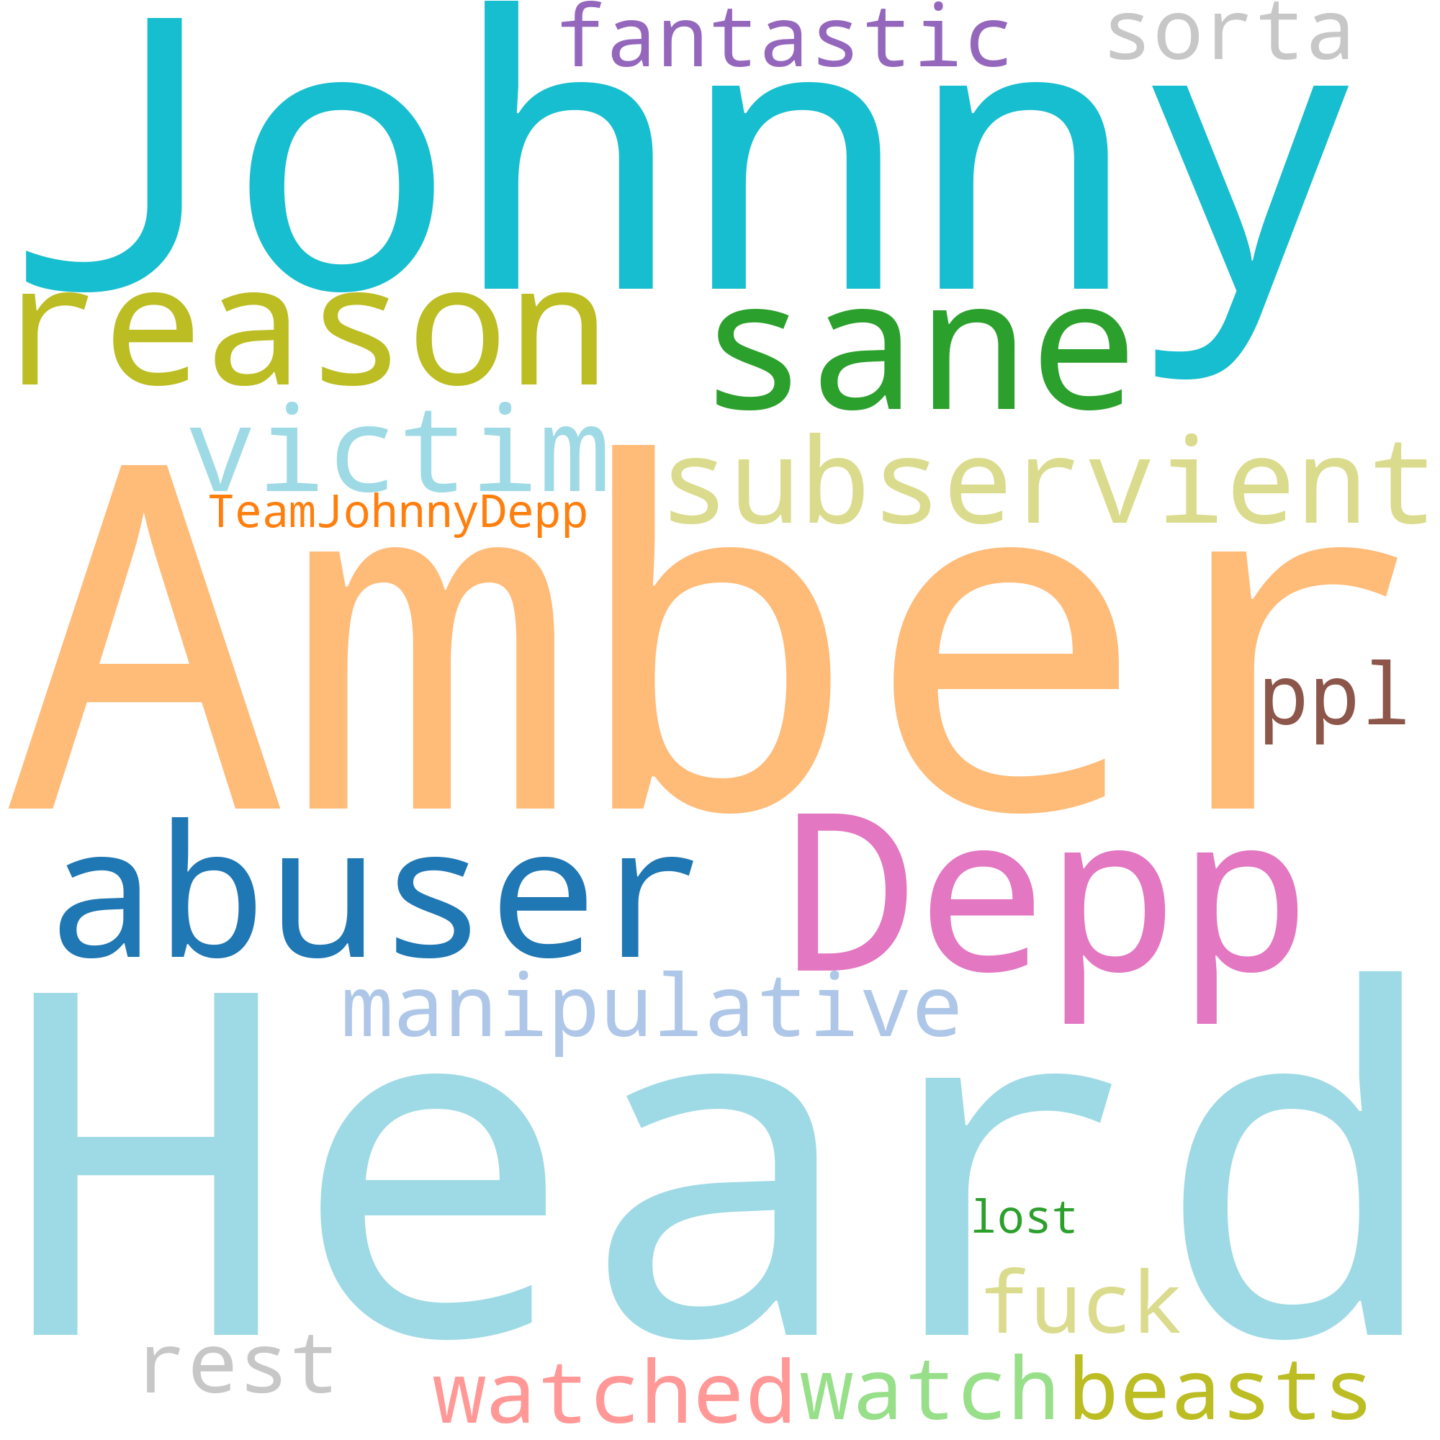 fantastic sorta
Johnny
reason sane
victim subservient
TeamJohnnyDepp
Amber
ppl
abuser Depp
manipulative
Heard
lost
fuck
rest watched watch beasts